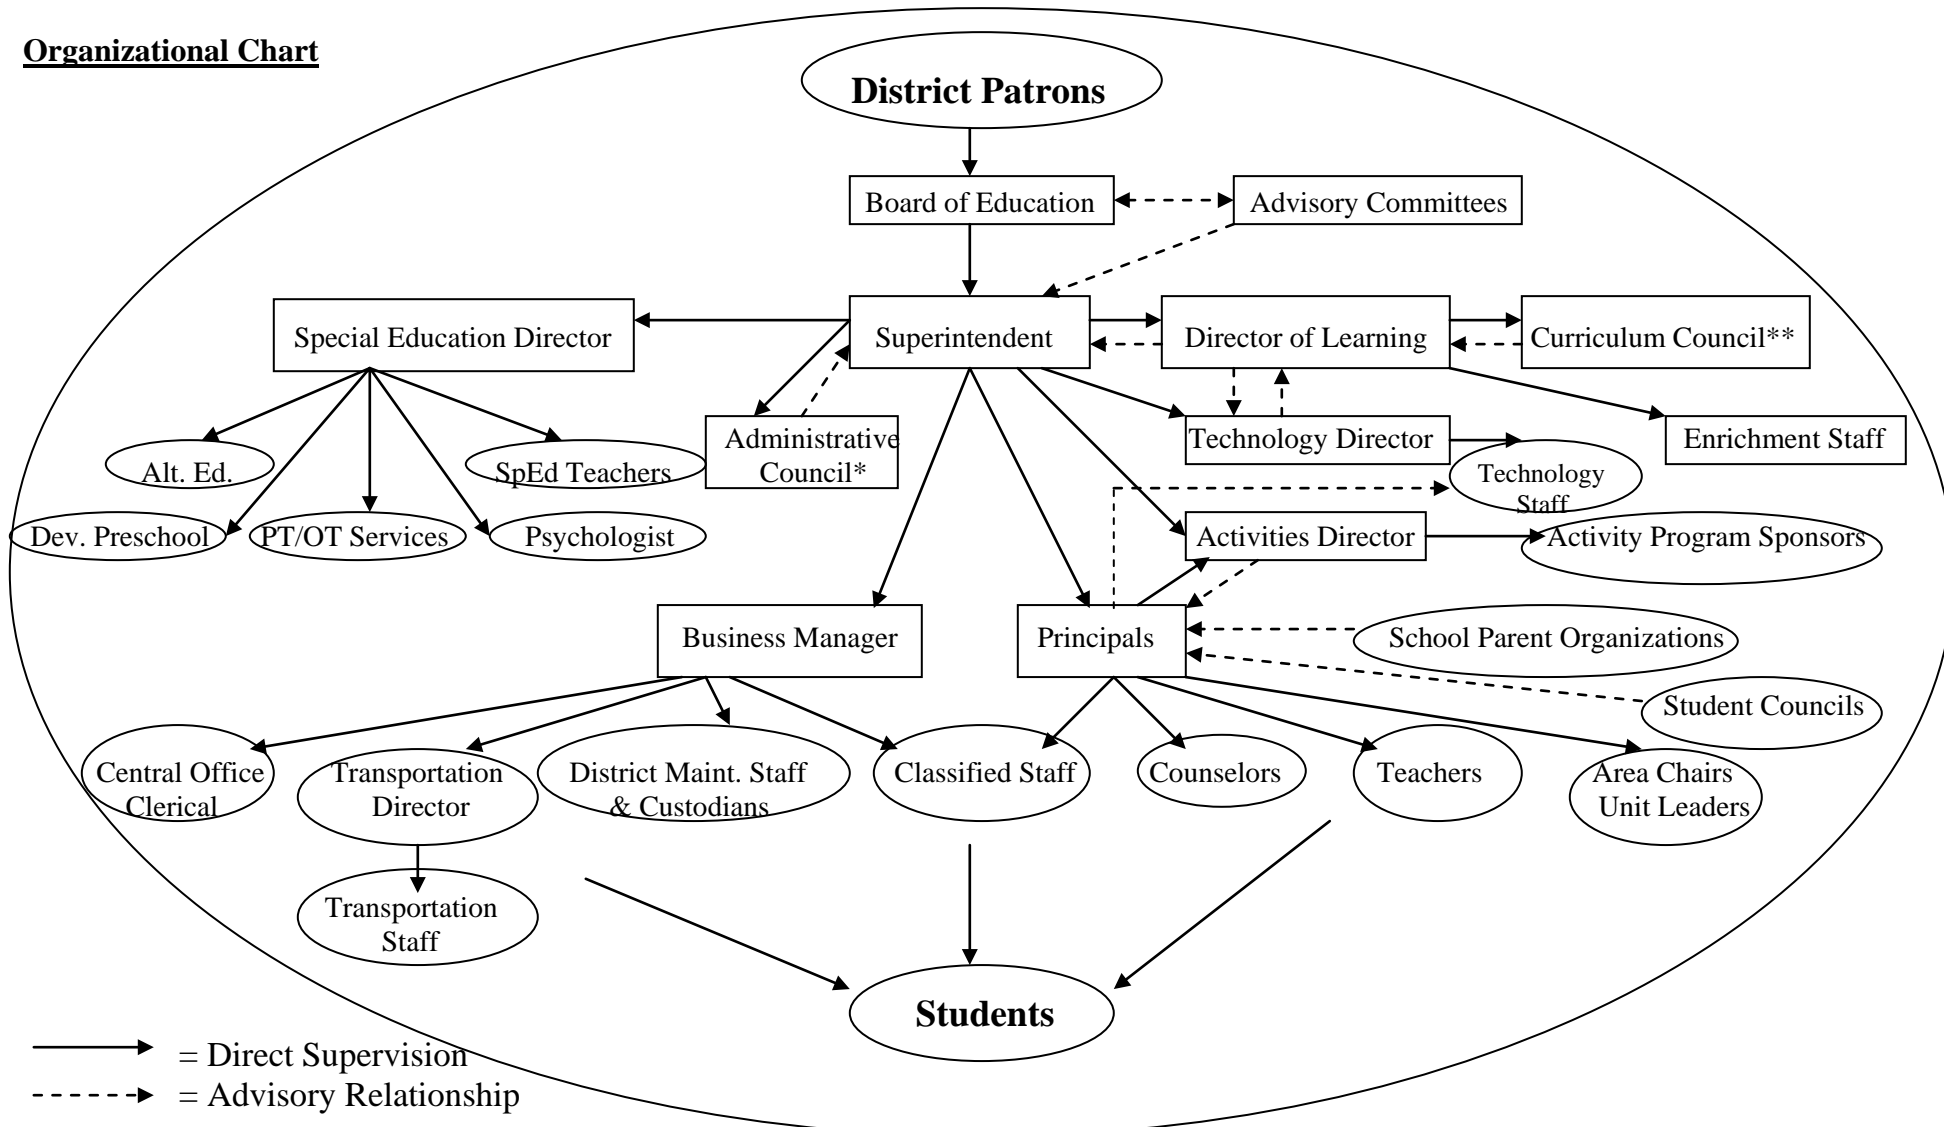 Organizational Chart
District Patrons
Board of Education
Advisory Committees
Special Education Director
Superintendent
Director of Learning
Curriculum Council**
Administrative
Council*
Technology Director
Enrichment Staff
Alt. Ed.
SpEd Teachers
Technology
Staff
Dev. Preschool
PT/OT Services
Psychologist
Activities Director
Activity Program Sponsors
Business Manager
Principals
School Parent Organizations
Student Councils
Central Office
Clerical
Transportation
Director
District Maint. Staff
& Custodians
Classified Staff
Counselors
Teachers
Area Chairs
Unit Leaders
Transportation
Staff
Students
= Direct Supervision
= Advisory Relationship